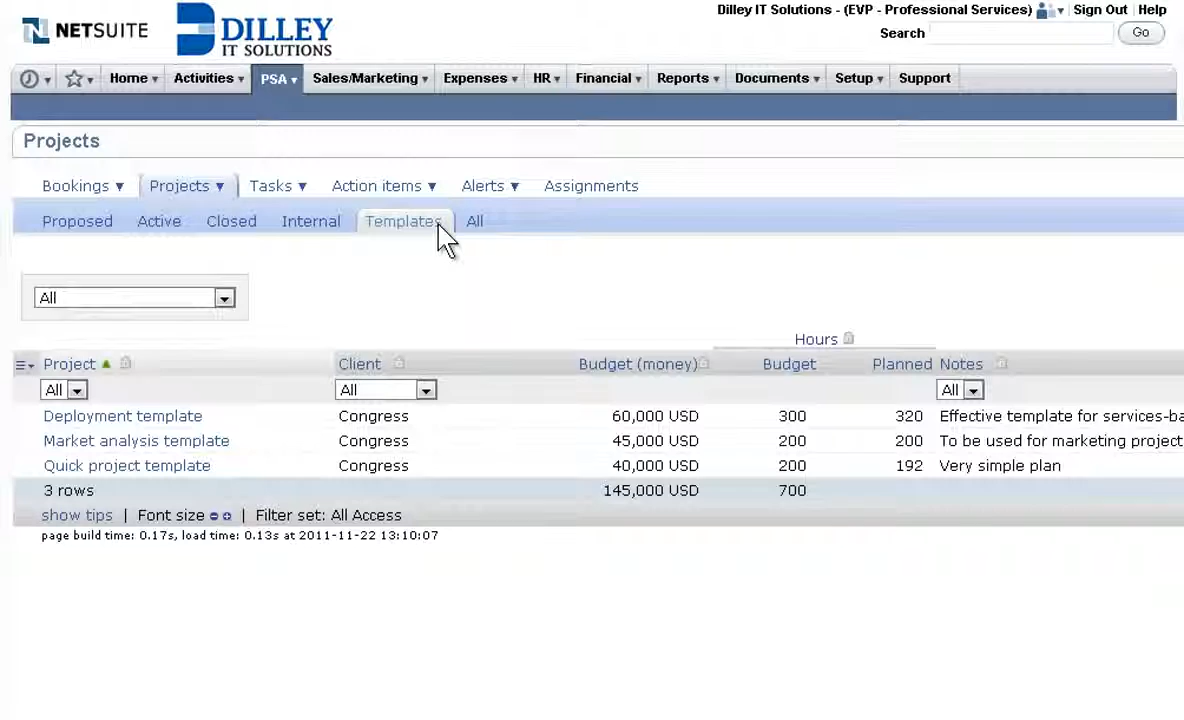 NETSUITE DILLEY IT SOLUTIONS Dilley IT Solutions - (EVP - Professional Services) Sign Out Help
Search Go
Home Activities PSA Sales/Marketing Expenses HR Financial Reports Documents Setup Support
Projects
Bookings Projects Tasks Action items Alerts Assignments
Proposed Active Closed Internal Templates All
All
Hours
Project Client Budget (money) Budget Planned Notes
All All All
Deployment template Congress 60,000 USD 300 320 Effective template for services-ba
Market analysis template Congress 45,000 USD 200 200 To be used for marketing project
Quick project template Congress 40,000 USD 200 192 Very simple plan
3 rows 145,000 USD 700
show tips | Font size | Filter set: All Access
page build time: 0.17s, load time: 0.13s at 2011-11-22 13:10:07